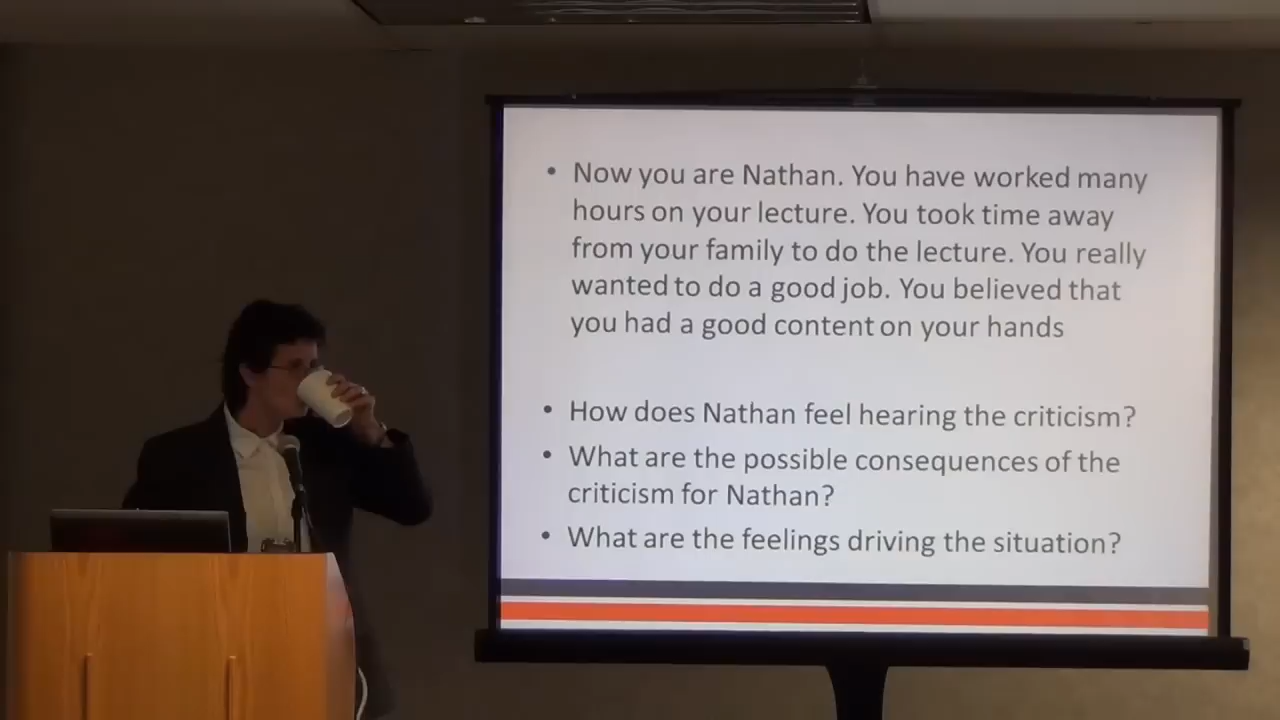 • Now you are Nathan. You have worked many
hours on your lecture. You took time away
from your family to do the lecture. You really
wanted to do a good job. You believed that
you had a good content on your hands
• How does Nathan feel hearing the criticism?
• What are the possible consequences of the
criticism for Nathan?
• What are the feelings driving the situation?